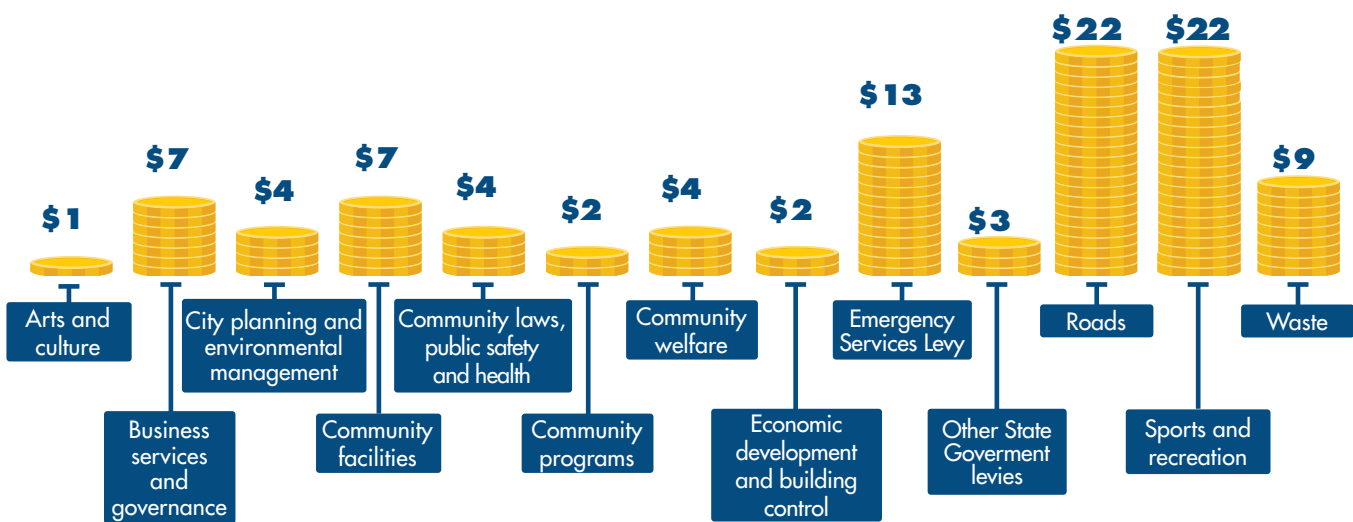 $1
$7
$4
$7
$4
$2
$4
$2
$13
$3
$22
$22
$9
Arts and
culture
Business
services
and
governance
City planning and
environmental
management
Community
facilities
Community laws,
public safety
and health
Community
programs
Community
welfare
Economic
development
and building
control
Emergency
Services Levy
Other State
Goverment
levies
Roads
Sports and
recreation
Waste